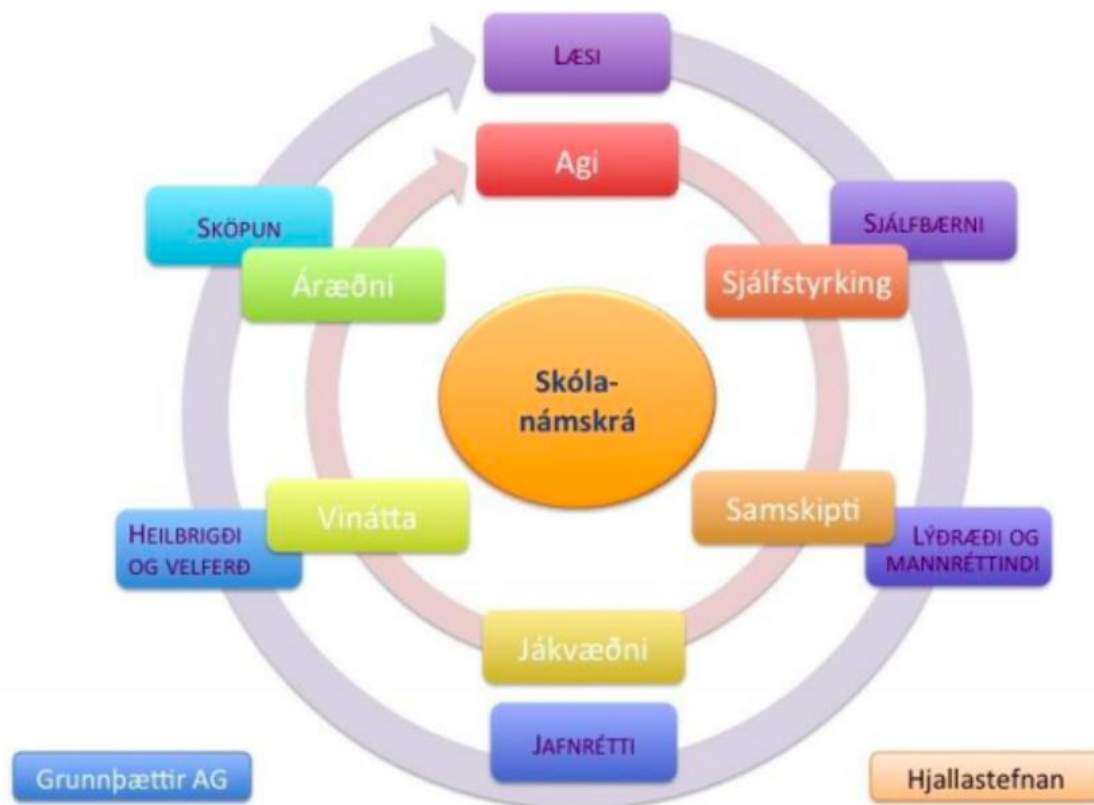 LÆSI
Agi
SKÖPUN
SJÁLFBÆRNI
Áræðni
Sjálfstyrking
Skóla-
námskrá
Vinátta
Samskipti
HEILBRIGÐI
OG VELFERÐ
LÝÐRÆÐI OG
MANNRÉTTINDI
Jákvæðni
JAFNRÉTTI
Grunnþættir AG
Hjallastefnan